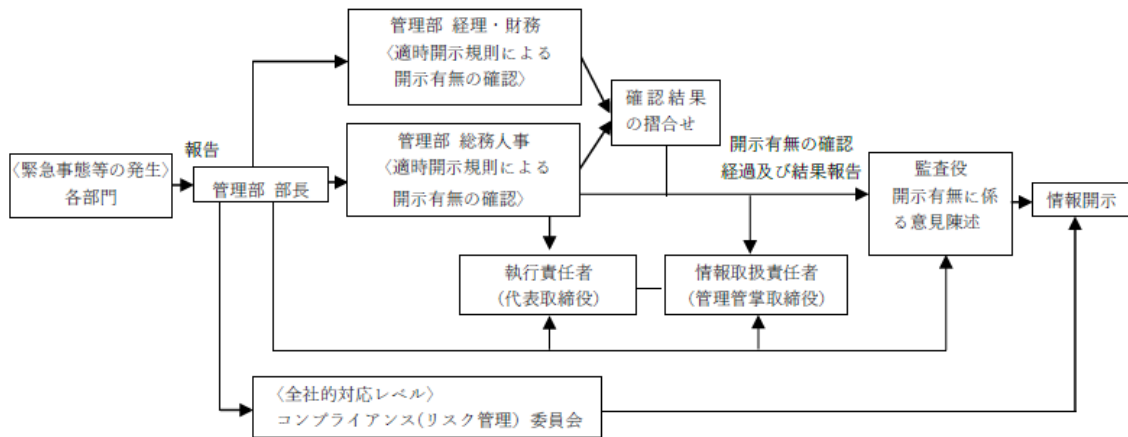 〈緊急事態等の発生〉
各部門
報告
管理部 部長
管理部 経理・財務
〈適時開示規則による
開示有無の確認〉
管理部 総務人事
〈適時開示規則による
開示有無の確認〉
確認結果
の摺合せ
開示有無の確認
経過及び結果報告
監査役
開示有無に係
る意見陳述
情報開示
執行責任者
(代表取締役)
情報取扱責任者
(管理管掌取締役)
〈全社的対応レベル〉
コンプライアンス(リスク管理) 委員会